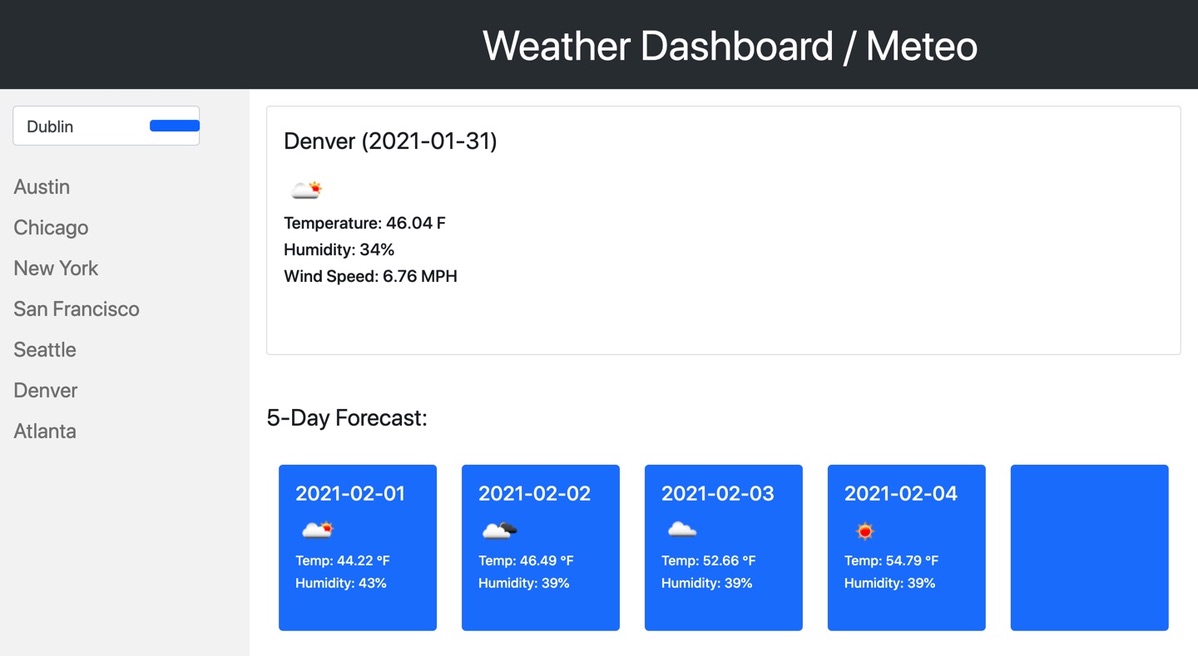 Weather Dashboard / Meteo
Dublin
Austin
Chicago
New York
San Francisco
Seattle
Denver
Atlanta
Denver (2021-01-31)
Temperature: 46.04 F
Humidity: 34%
Wind Speed: 6.76 MPH
5-Day Forecast:
2021-02-01
Temp: 44.22 °F
Humidity: 43%
2021-02-02
Temp: 46.49 °F
Humidity: 39%
2021-02-03
Temp: 52.66 °F
Humidity: 39%
2021-02-04
Temp: 54.79 °F
Humidity: 39%